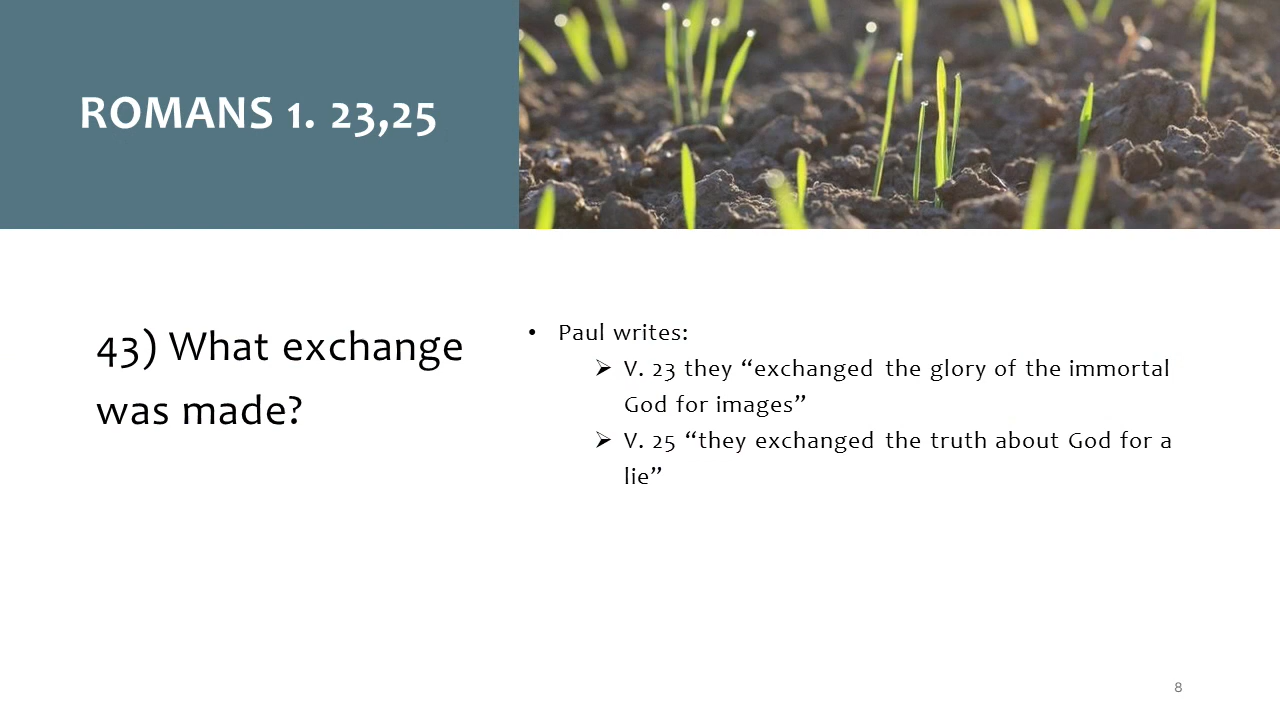 ROMANS 1. 23,25
43) What exchange
was made?
• Paul writes:
➢ V. 23 they “exchanged the glory of the immortal
God for images”
➢ V. 25 “they exchanged the truth about God for a
lie”
8